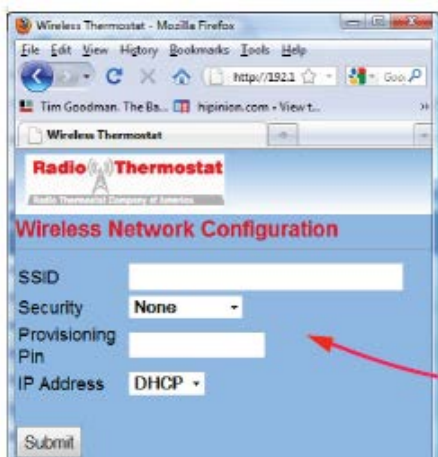 Wireless Thermostat - Mozilla Firefox
File Edit View History Bookmarks Tools Help
http://192.1
Goo
Tim Goodman. The Ba... hipinion.com - View t... »
Wireless Thermostat
Radio Thermostat
Radio Thermostat Company of America
Wireless Network Configuration
SSID
Security None
Provisioning
Pin
IP Address DHCP
Submit